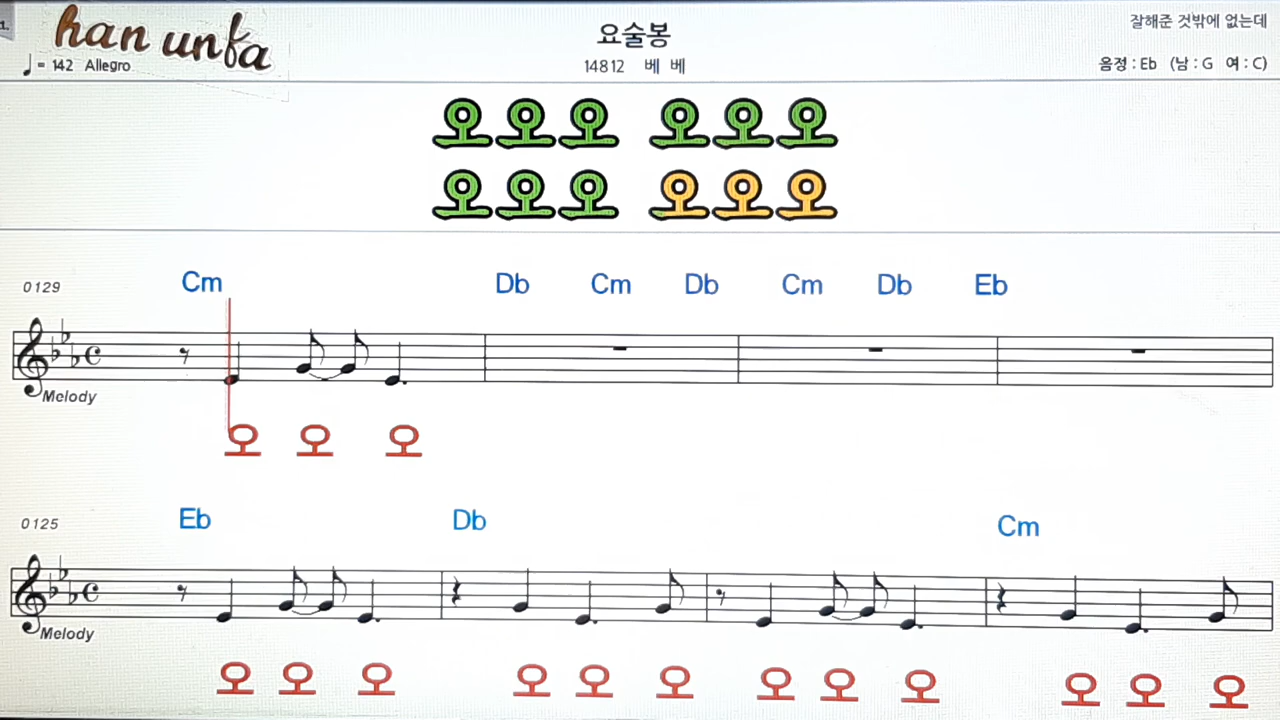 1.
han unfa
요술봉
잘해준 것밖에 없는데
♩= 142 Allegro
14812 베 베
음정 : Eb (남 : G 여 : C)
오오오 오오오
오오오 오오오
0129 Cm Db Cm Db Cm Db Eb
Melody
오 오 오
0125 Eb Db Cm
Melody
오 오 오 오 오 오 오 오 오 오 오 오